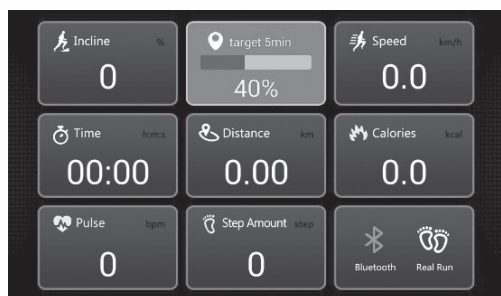 Incline %
0
target 5min
40%
Speed km/h
0.0
Time h:m:s
00:00
Distance km
0.00
Calories kcal
0.0
Pulse bpm
0
Step Amount step
0
Bluetooth
Real Run